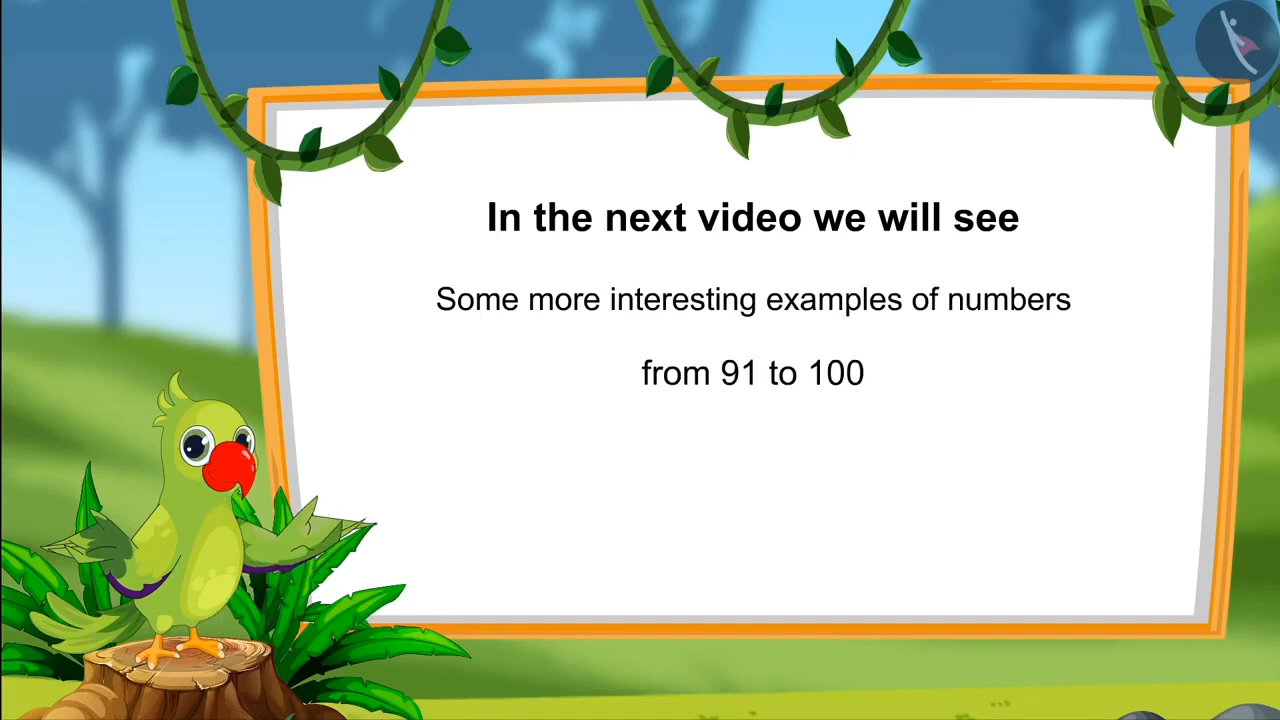 In the next video we will see
Some more interesting examples of numbers
from 91 to 100